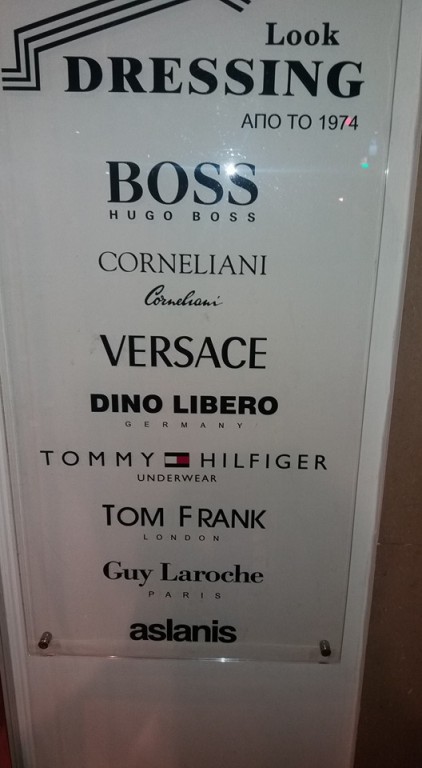 Look
DRESSING
ΑΠΟ ΤΟ 1974
BOSS
HUGO BOSS
CORNELIANI
Corneliani
VERSACE
DINO LIBERO
GERMANY
TOMMY HILFIGER
UNDERWEAR
TOM FRANK
LONDON
Guy Laroche
PARIS
aslanis